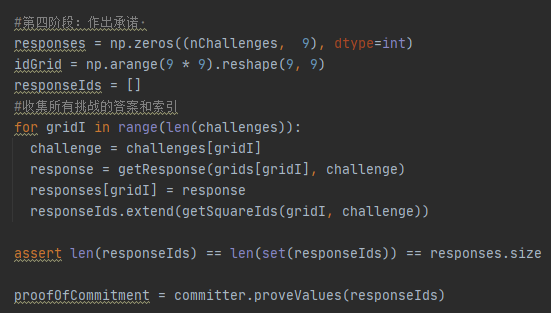 #第四阶段：作出承诺·
responses = np.zeros((nChallenges,  9), dtype=int)
idGrid = np.arange(9 * 9).reshape(9, 9)
responseIds = []
#收集所有挑战的答案和索引
for gridI in range(len(challenges)):
  challenge = challenges[gridI]
  response = getResponse(grids[gridI], challenge)
  responses[gridI] = response
  responseIds.extend(getSquareIds(gridI, challenge))
assert len(responseIds) == len(set(responseIds)) == responses.size
proofOfCommitment = committer.proveValues(responseIds)